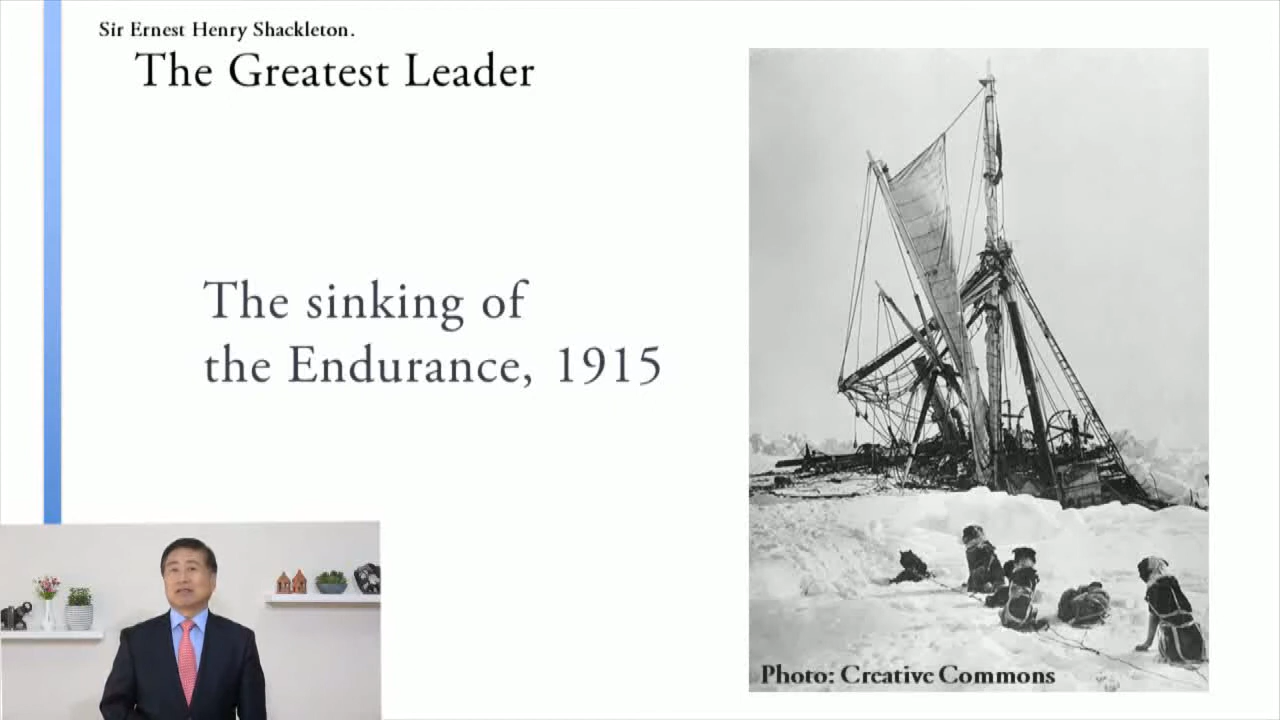 Sir Ernest Henry Shackleton.
The Greatest Leader
The sinking of
the Endurance, 1915
Photo: Creative Commons